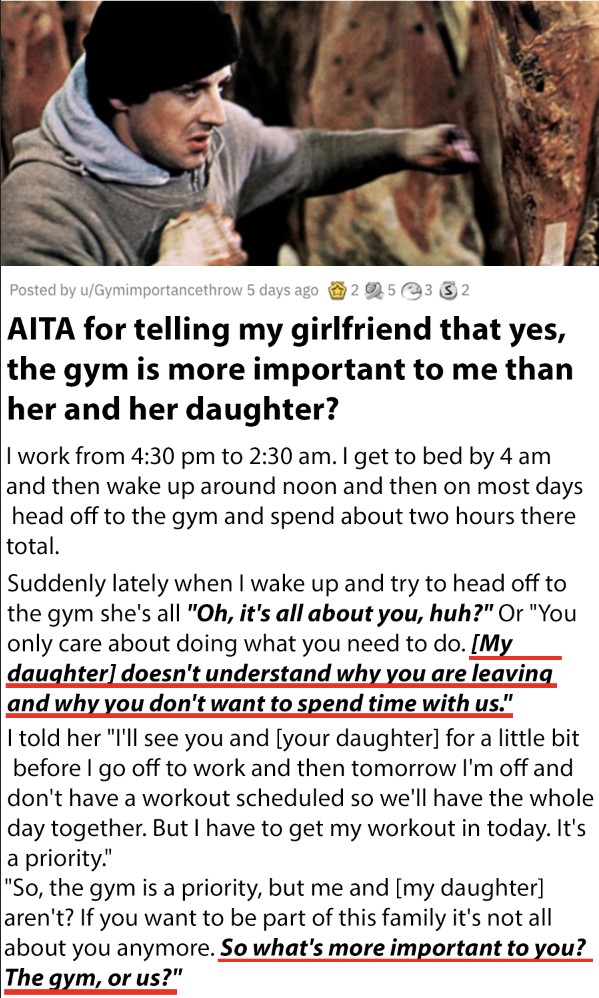 Posted by u/Gymimportancethrow 5 days ago 2 5 3 S 2
AITA for telling my girlfriend that yes,
the gym is more important to me than
her and her daughter?
I work from 4:30 pm to 2:30 am. I get to bed by 4 am
and then wake up around noon and then on most days
head off to the gym and spend about two hours there
total.
Suddenly lately when I wake up and try to head off to
the gym she's all "Oh, it's all about you, huh?" Or "You
only care about doing what you need to do. [My
daughter] doesn't understand why you are leaving
and why you don't want to spend time with us."
I told her "I'll see you and [your daughter] for a little bit
before I go off to work and then tomorrow I'm off and
don't have a workout scheduled so we'll have the whole
day together. But I have to get my workout in today. It's
a priority."
"So, the gym is a priority, but me and [my daughter]
aren't? If you want to be part of this family it's not all
about you anymore. So what's more important to you?
The gym, or us?"